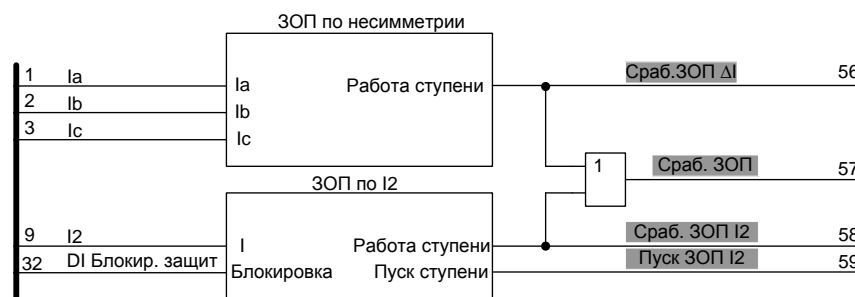 ЗОП по несимметрии
1 Ia Ia Работа ступени Сраб.ЗОП ΔI 56
2 Ib Ib
3 Ic Ic
1 Сраб. ЗОП 57
ЗОП по I2
9 I2 I Работа ступени Сраб. ЗОП I2 58
32 DI Блокир. защит Блокировка Пуск ступени Пуск ЗОП I2 59